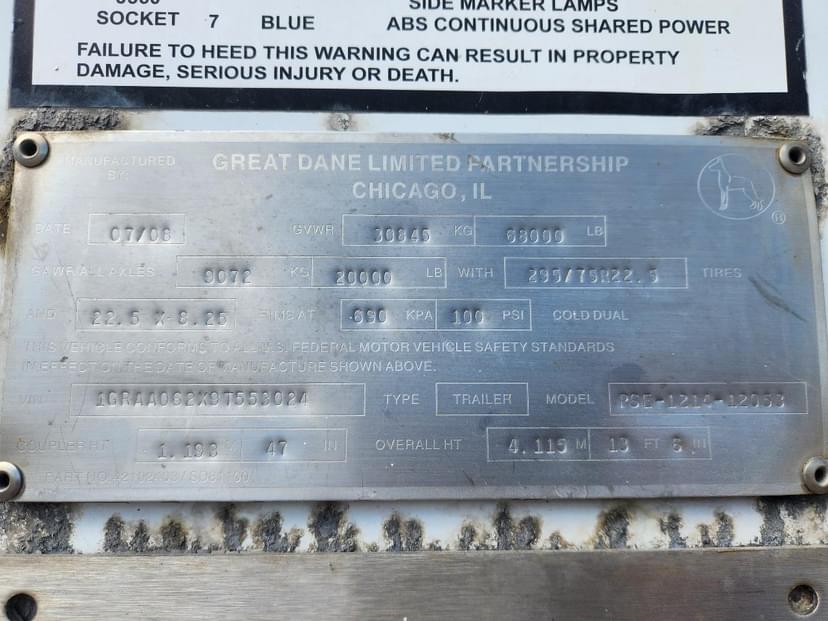 SIDE MARKER LAMPS
SOCKET 7 BLUE ABS CONTINUOUS SHARED POWER
FAILURE TO HEED THIS WARNING CAN RESULT IN PROPERTY
DAMAGE, SERIOUS INJURY OR DEATH.
MANUFACTURED BY: GREAT DANE LIMITED PARTNERSHIP
CHICAGO, IL
®
DATE 07/08 GVWR 30845 KG 68000 LB
GAWR ALL AXLES 9072 KG 20000 LB WITH 295/75R22.5 TIRES
AND 22.5 X 8.25 RIMS AT 690 KPA 100 PSI COLD DUAL
THIS VEHICLE CONFORMS TO ALL U.S. FEDERAL MOTOR VEHICLE SAFETY STANDARDS
IN EFFECT ON THE DATE OF MANUFACTURE SHOWN ABOVE.
VIN TYPE TRAILER MODEL
COUPLER HT 1.193 M 47 IN OVERALL HT 4.115 M 13 FT 6 IN
PART NO.